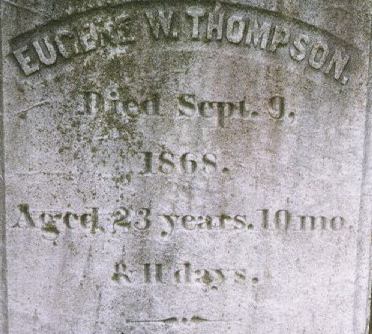 EUGENE W. THOMPSON.
Died Sept. 9,
1868.
Aged, 23 years. 10 mo.
& 11 days.